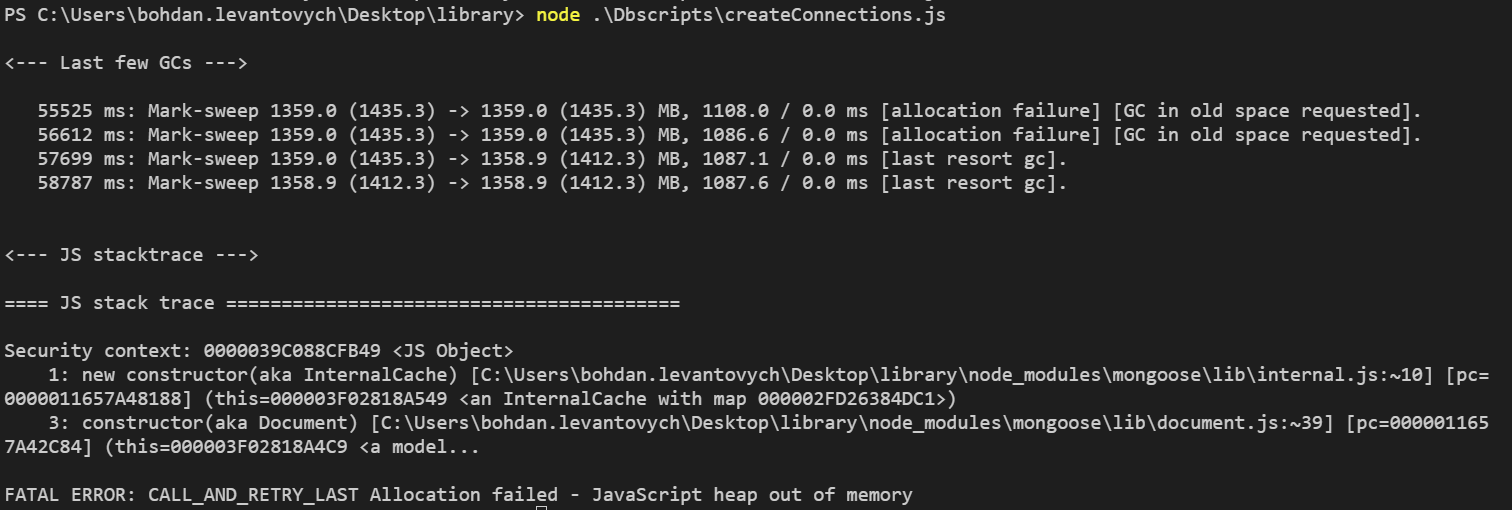 PS C:\Users\bohdan.levantovych\Desktop\library> node .\Dbscripts\createConnections.js
<--- Last few GCs --->
55525 ms: Mark-sweep 1359.0 (1435.3) -> 1359.0 (1435.3) MB, 1108.0 / 0.0 ms [allocation failure] [GC in old space requested].
56612 ms: Mark-sweep 1359.0 (1435.3) -> 1359.0 (1435.3) MB, 1086.6 / 0.0 ms [allocation failure] [GC in old space requested].
57699 ms: Mark-sweep 1359.0 (1435.3) -> 1358.9 (1412.3) MB, 1087.1 / 0.0 ms [last resort gc].
58787 ms: Mark-sweep 1358.9 (1412.3) -> 1358.9 (1412.3) MB, 1087.6 / 0.0 ms [last resort gc].
<--- JS stacktrace --->
==== JS stack trace =========================================
Security context: 0000039C088CFB49 <JS Object>
1: new constructor(aka InternalCache) [C:\Users\bohdan.levantovych\Desktop\library\node_modules\mongoose\lib\internal.js:~10] [pc=
0000011657A48188] (this=000003F02818A549 <an InternalCache with map 000002FD26384DC1>)
3: constructor(aka Document) [C:\Users\bohdan.levantovych\Desktop\library\node_modules\mongoose\lib\document.js:~39] [pc=000001165
7A42C84] (this=000003F02818A4C9 <a model...
FATAL ERROR: CALL_AND_RETRY_LAST Allocation failed - JavaScript heap out of memory